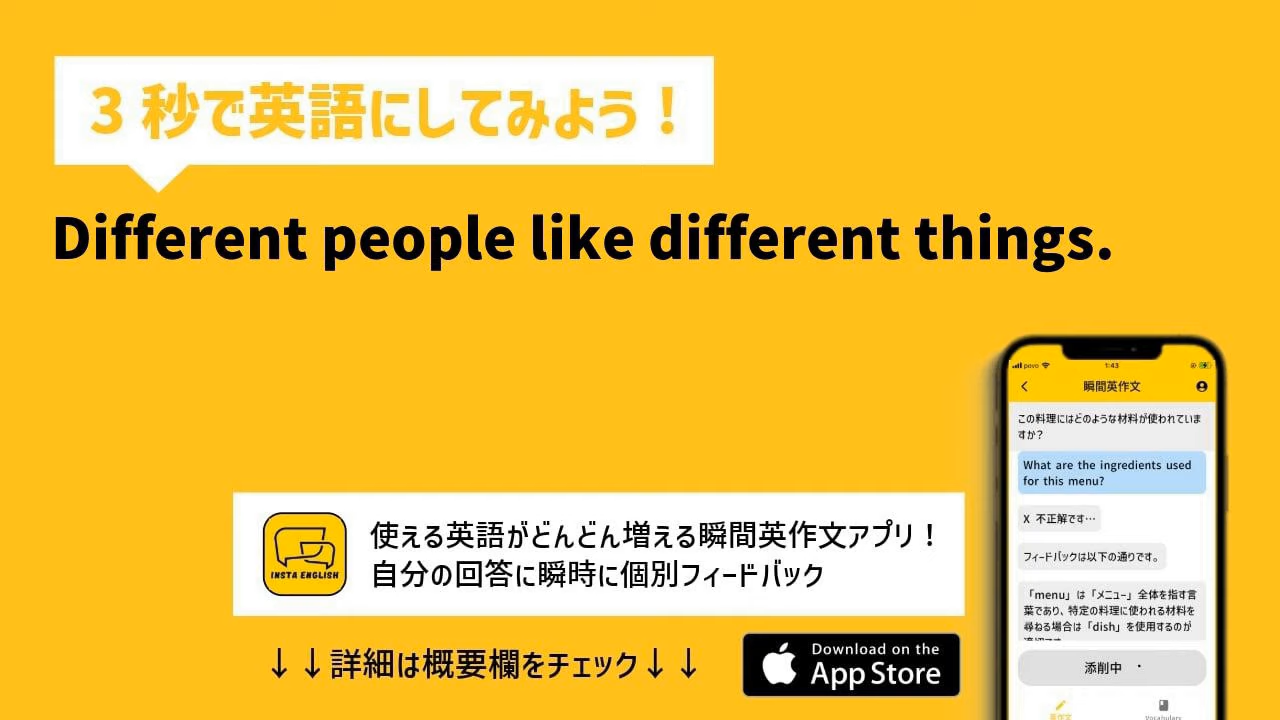 3 秒で英語にしてみよう！
Different people like different things.
INSTA ENGLISH
使える英語がどんどん増える瞬間英作文アプリ！
自分の回答に瞬時に個別フィードバック
↓↓詳細は概要欄をチェック↓↓
Download on the
App Store
povo
1:43
瞬間英作文
この料理にはどのような材料が使われていま
すか？
What are the ingredients used
for this menu?
X 不正解です…
フィードバックは以下の通りです。
「menu」は「メニュー」全体を指す言
葉であり、特定の料理に使われる材料を
尋ねる場合は「dish」を使用するのが
適切です
添削中
英作文
Vocabulary